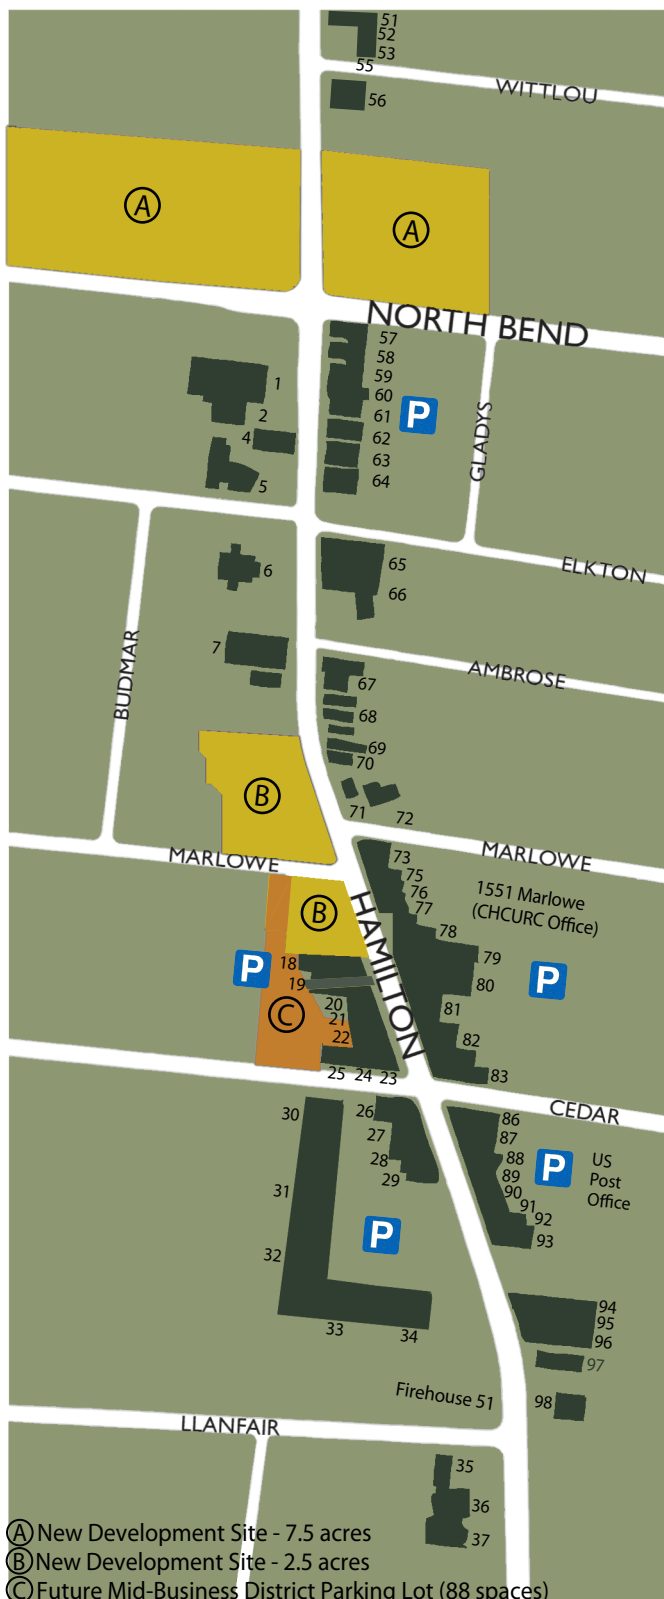 51
52
53
55
WITTLOU
56
A
A
NORTH BEND
57
58
59
1
60
P
61
2
GLADYS
4
62
63
5
64
ELKTON
65
6
66
BUDMAR
7
AMBROSE
67
68
69
70
B
71
72
MARLOWE
MARLOWE
73
75
76
77
1551 Marlowe
(CHCURC Office)
HAMILTON
B
78
79
P
18
P
19
80
20
C
21
81
22
82
25 24 23
83
CEDAR
30
26
86
27
87
28
88
P
US
Post
Office
29
89
90
31
91
92
P
93
32
94
95
33
34
96
97
Firehouse 51
98
LLANFAIR
35
36
37
A New Development Site - 7.5 acres
B New Development Site - 2.5 acres
C Future Mid-Business District Parking Lot (88 spaces)